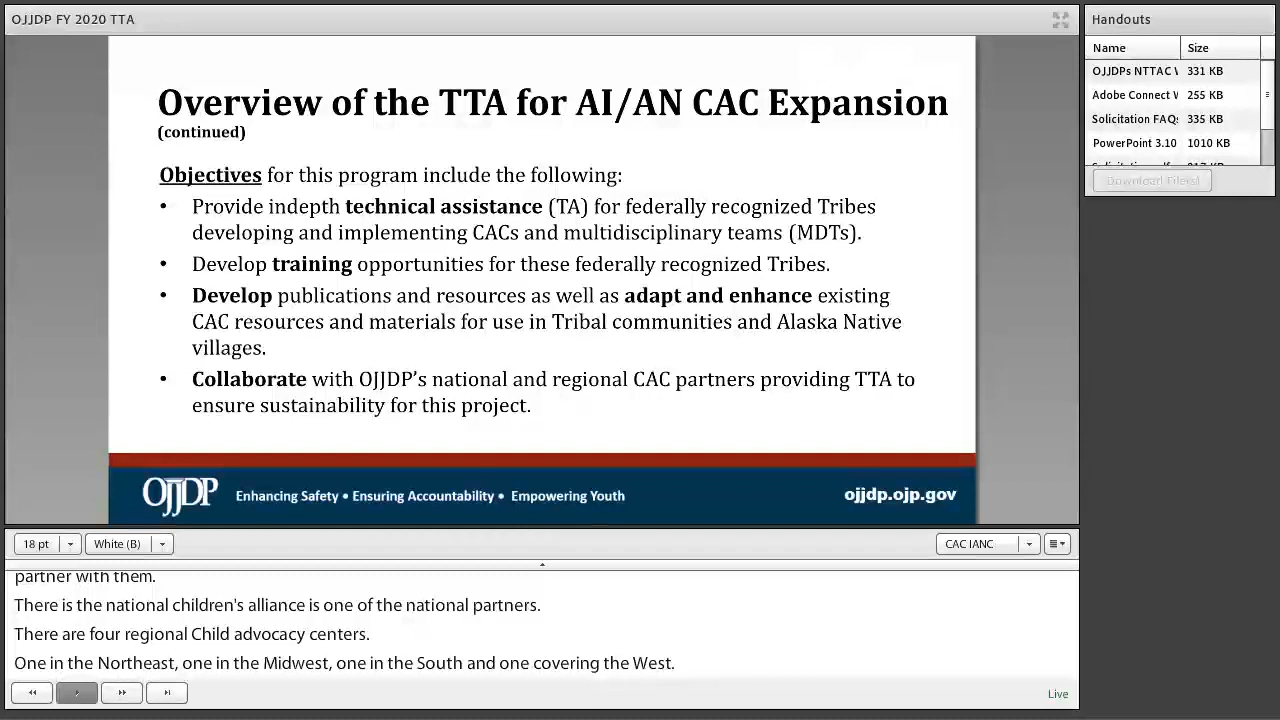 OJJDP FY 2020 TTA
Overview of the TTA for AI/AN CAC Expansion
(continued)
Objectives for this program include the following:
• Provide indepth technical assistance (TA) for federally recognized Tribes
developing and implementing CACs and multidisciplinary teams (MDTs).
• Develop training opportunities for these federally recognized Tribes.
• Develop publications and resources as well as adapt and enhance existing
CAC resources and materials for use in Tribal communities and Alaska Native
villages.
• Collaborate with OJJDP’s national and regional CAC partners providing TTA to
ensure sustainability for this project.
OJJDP Enhancing Safety • Ensuring Accountability • Empowering Youth ojjdp.ojp.gov
18 pt White (B) CAC IANC
partner with them.
There is the national children's alliance is one of the national partners.
There are four regional Child advocacy centers.
One in the Northeast, one in the Midwest, one in the South and one covering the West.
Live
Handouts
Name Size
OJJDPs NTTAC 331 KB
Adobe Connect 255 KB
Solicitation FAQs 335 KB
PowerPoint 3.10 1010 KB
Download File(s)